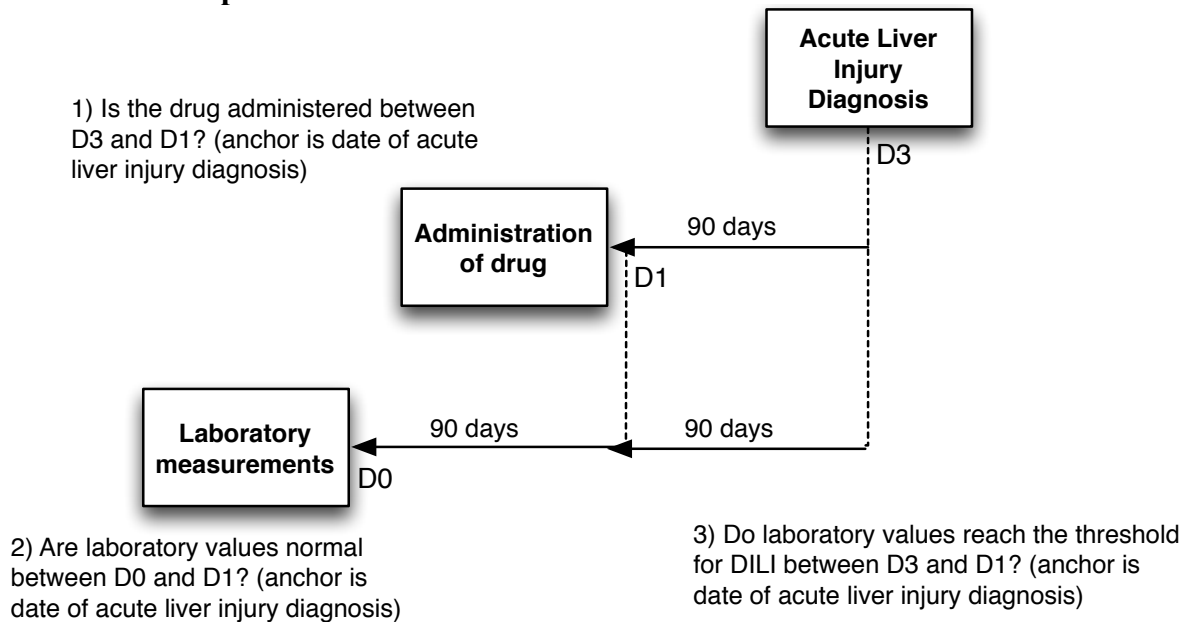 Acute Liver
Injury
Diagnosis
1) Is the drug administered between
D3 and D1? (anchor is date of acute
liver injury diagnosis)
D3
Administration
of drug
90 days
D1
Laboratory
measurements
90 days
90 days
D0
2) Are laboratory values normal
between D0 and D1? (anchor is
date of acute liver injury diagnosis)
3) Do laboratory values reach the threshold
for DILI between D3 and D1? (anchor is
date of acute liver injury diagnosis)